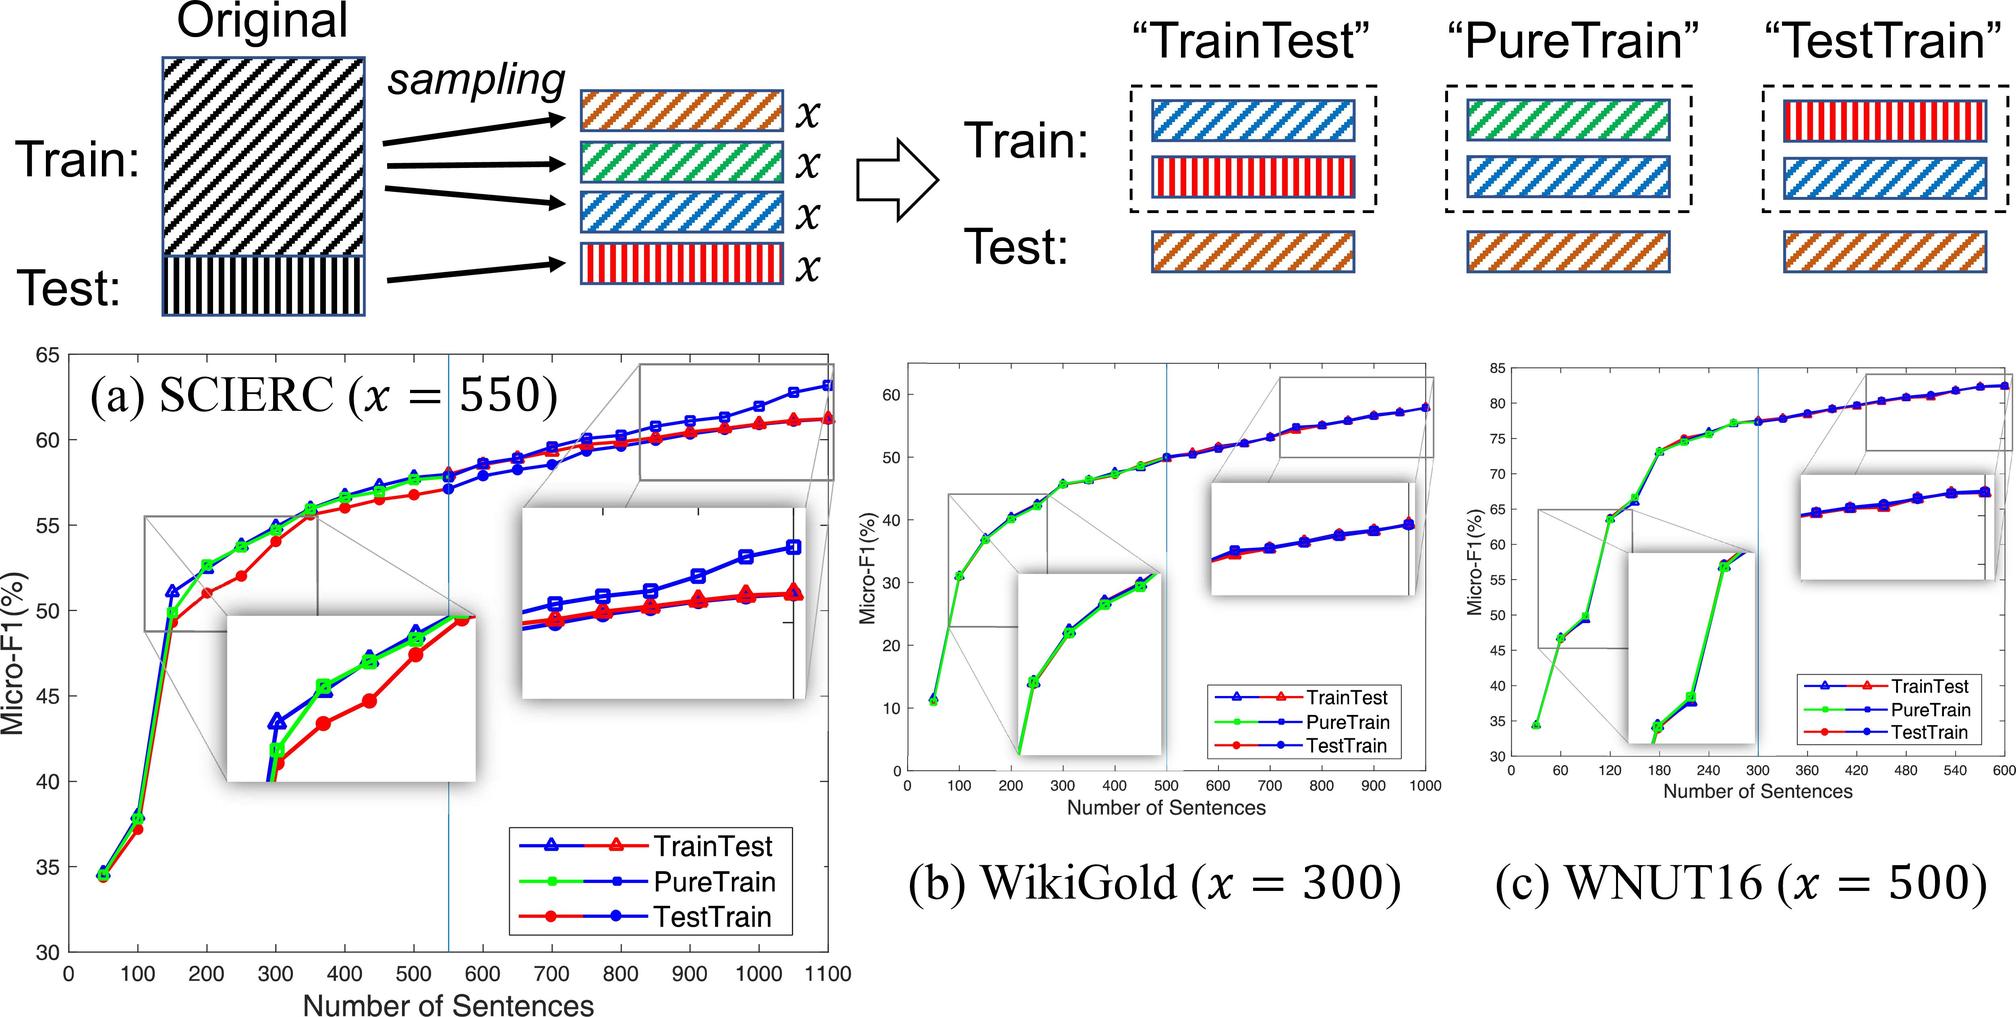 Original
sampling
Train:
Test:
x
x
x
x
“TrainTest”
“PureTrain”
“TestTrain”
Train:
Test:
(a) SCIERC (x = 550)
Micro-F1(%)
65
60
55
50
45
40
35
30
0 100 200 300 400 500 600 700 800 900 1000 1100
Number of Sentences
TrainTest
PureTrain
TestTrain
Micro-F1(%)
60
50
40
30
20
10
0
0 100 200 300 400 500 600 700 800 900 1000
Number of Sentences
TrainTest
PureTrain
TestTrain
(b) WikiGold (x = 300)
Micro-F1(%)
85
80
75
70
65
60
55
50
45
40
35
30
0 60 120 180 240 300 360 420 480 540 600
Number of Sentences
TrainTest
PureTrain
TestTrain
(c) WNUT16 (x = 500)